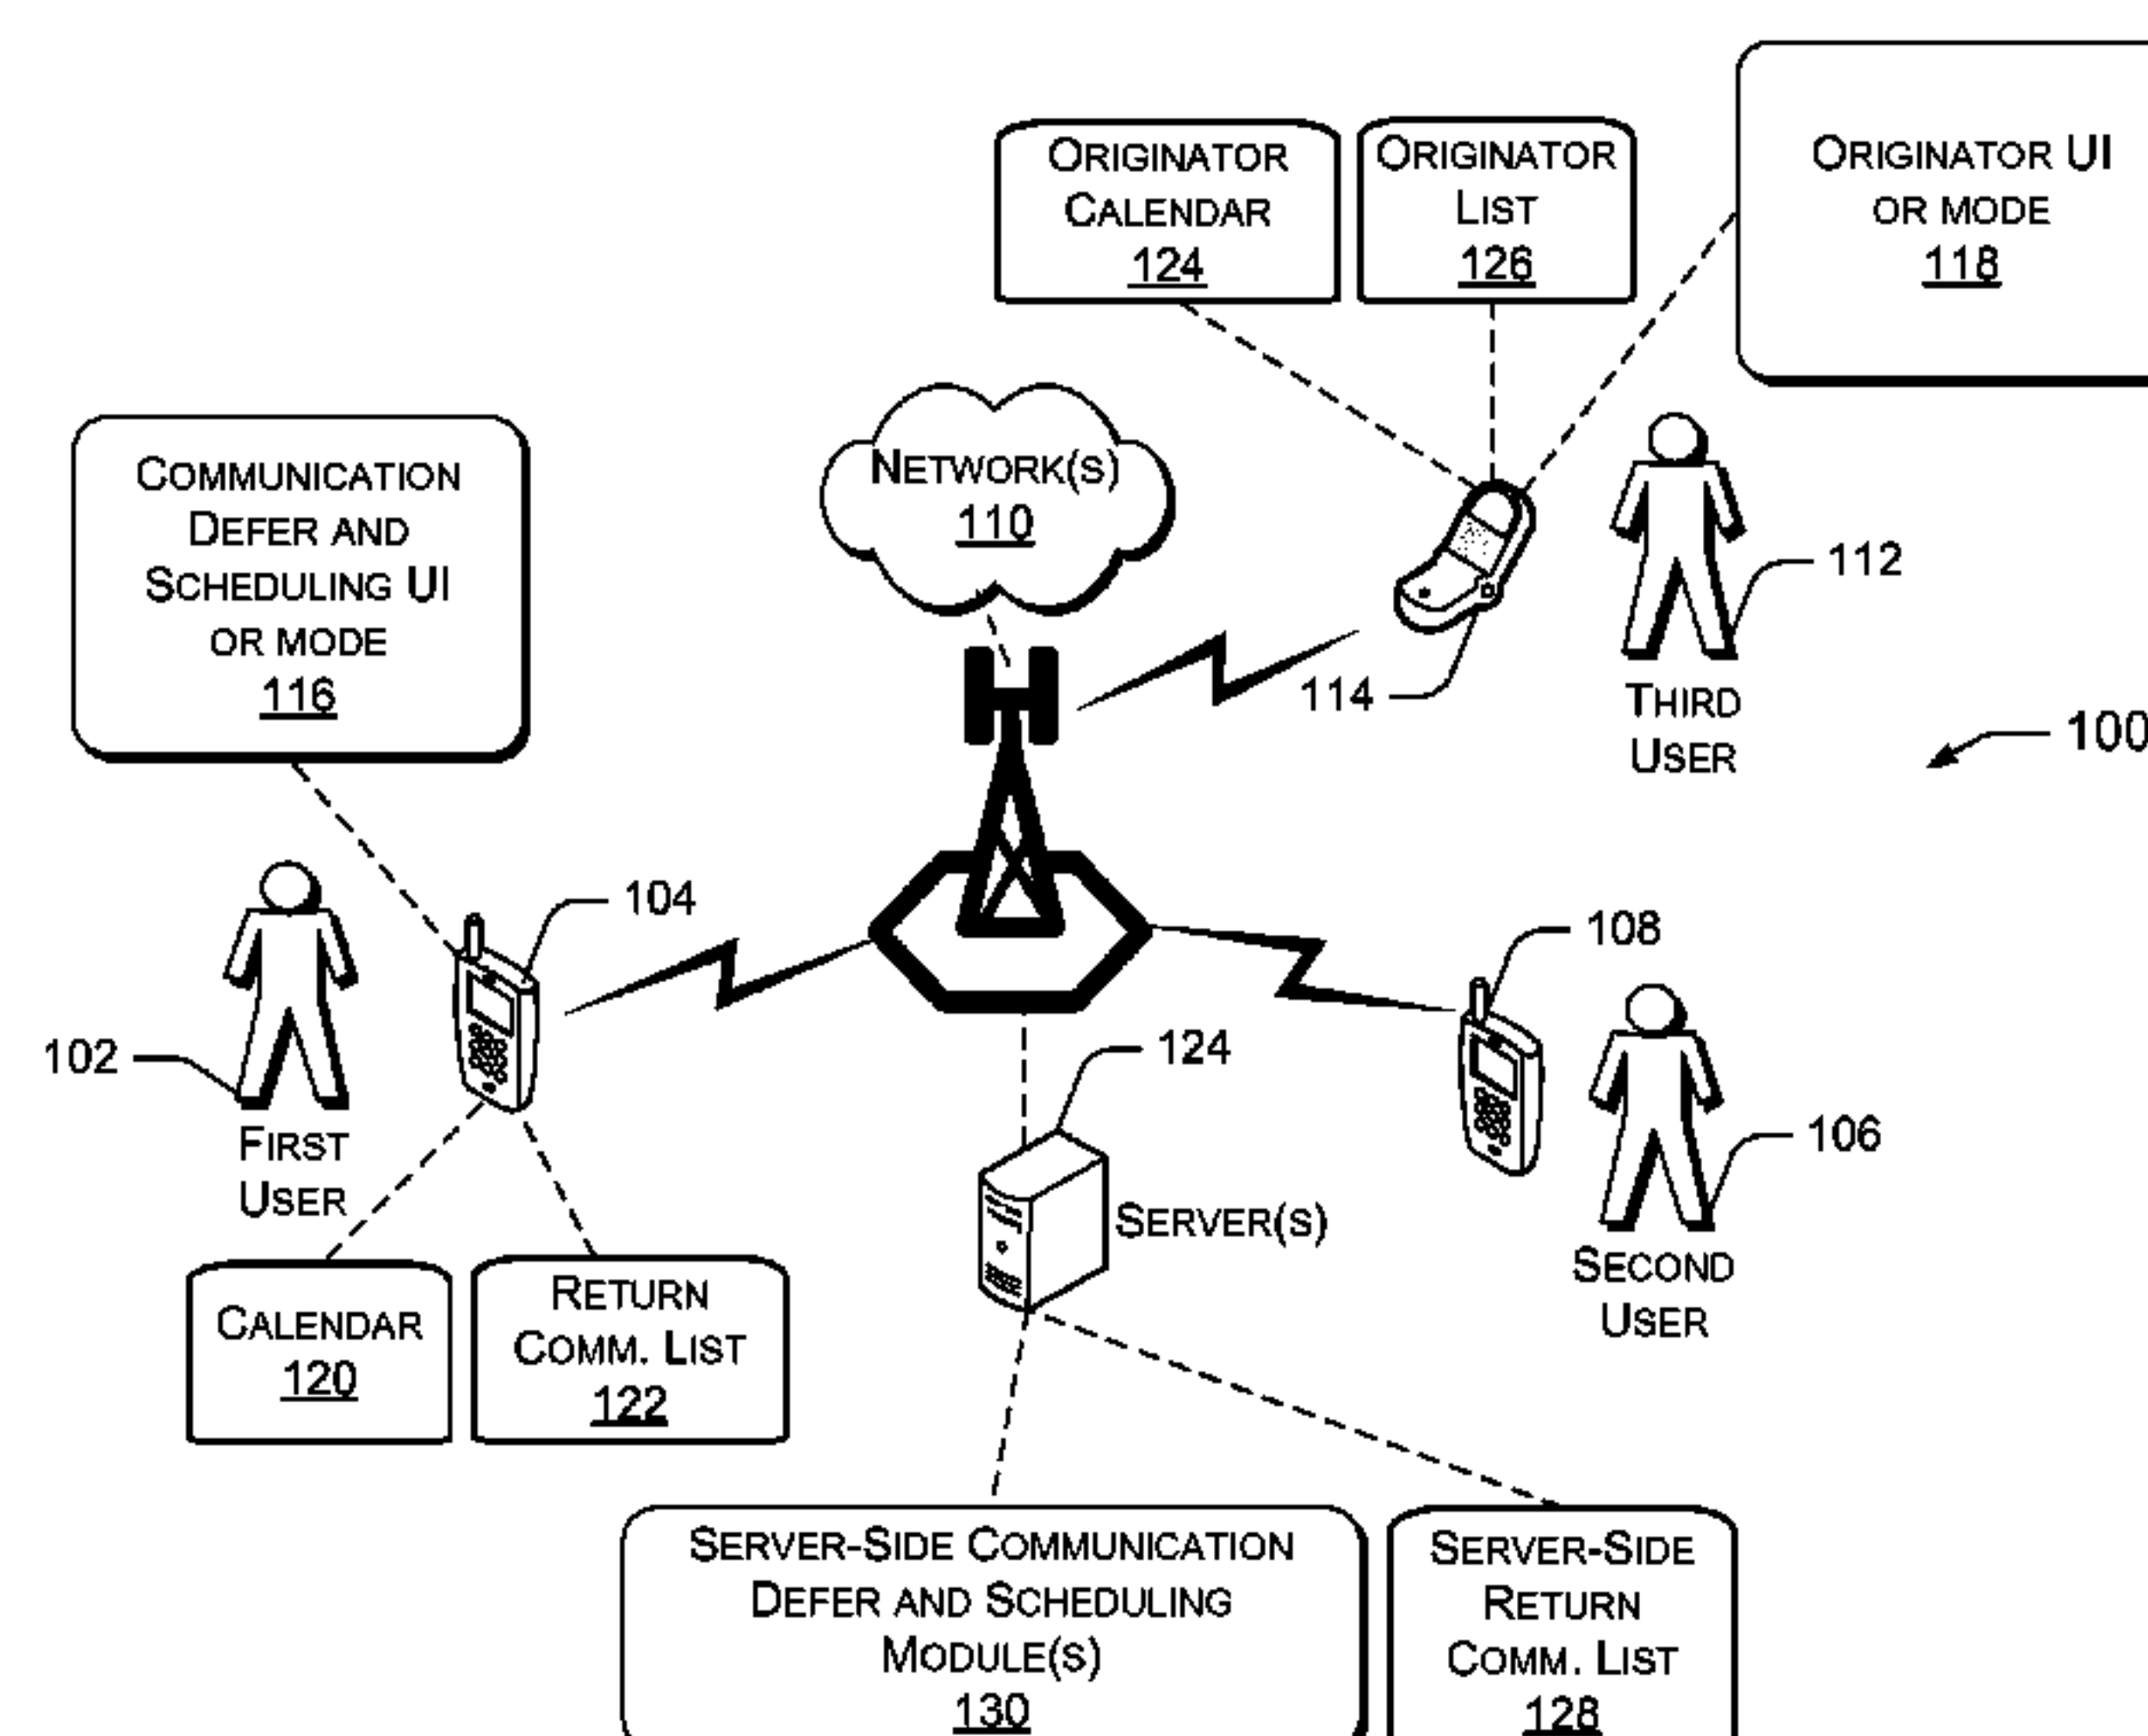 ORIGINATOR
CALENDAR
124
ORIGINATOR
LIST
126
ORIGINATOR UI
OR MODE
118
NETWORK(S)
110
COMMUNICATION
DEFER AND
SCHEDULING UI
OR MODE
116
112
114
THIRD
USER
100
104
108
102
FIRST
USER
124
SERVER(S)
106
SECOND
USER
CALENDAR
120
RETURN
COMM. LIST
122
SERVER-SIDE COMMUNICATION
DEFER AND SCHEDULING
MODULE(S)
130
SERVER-SIDE
RETURN
COMM. LIST
128